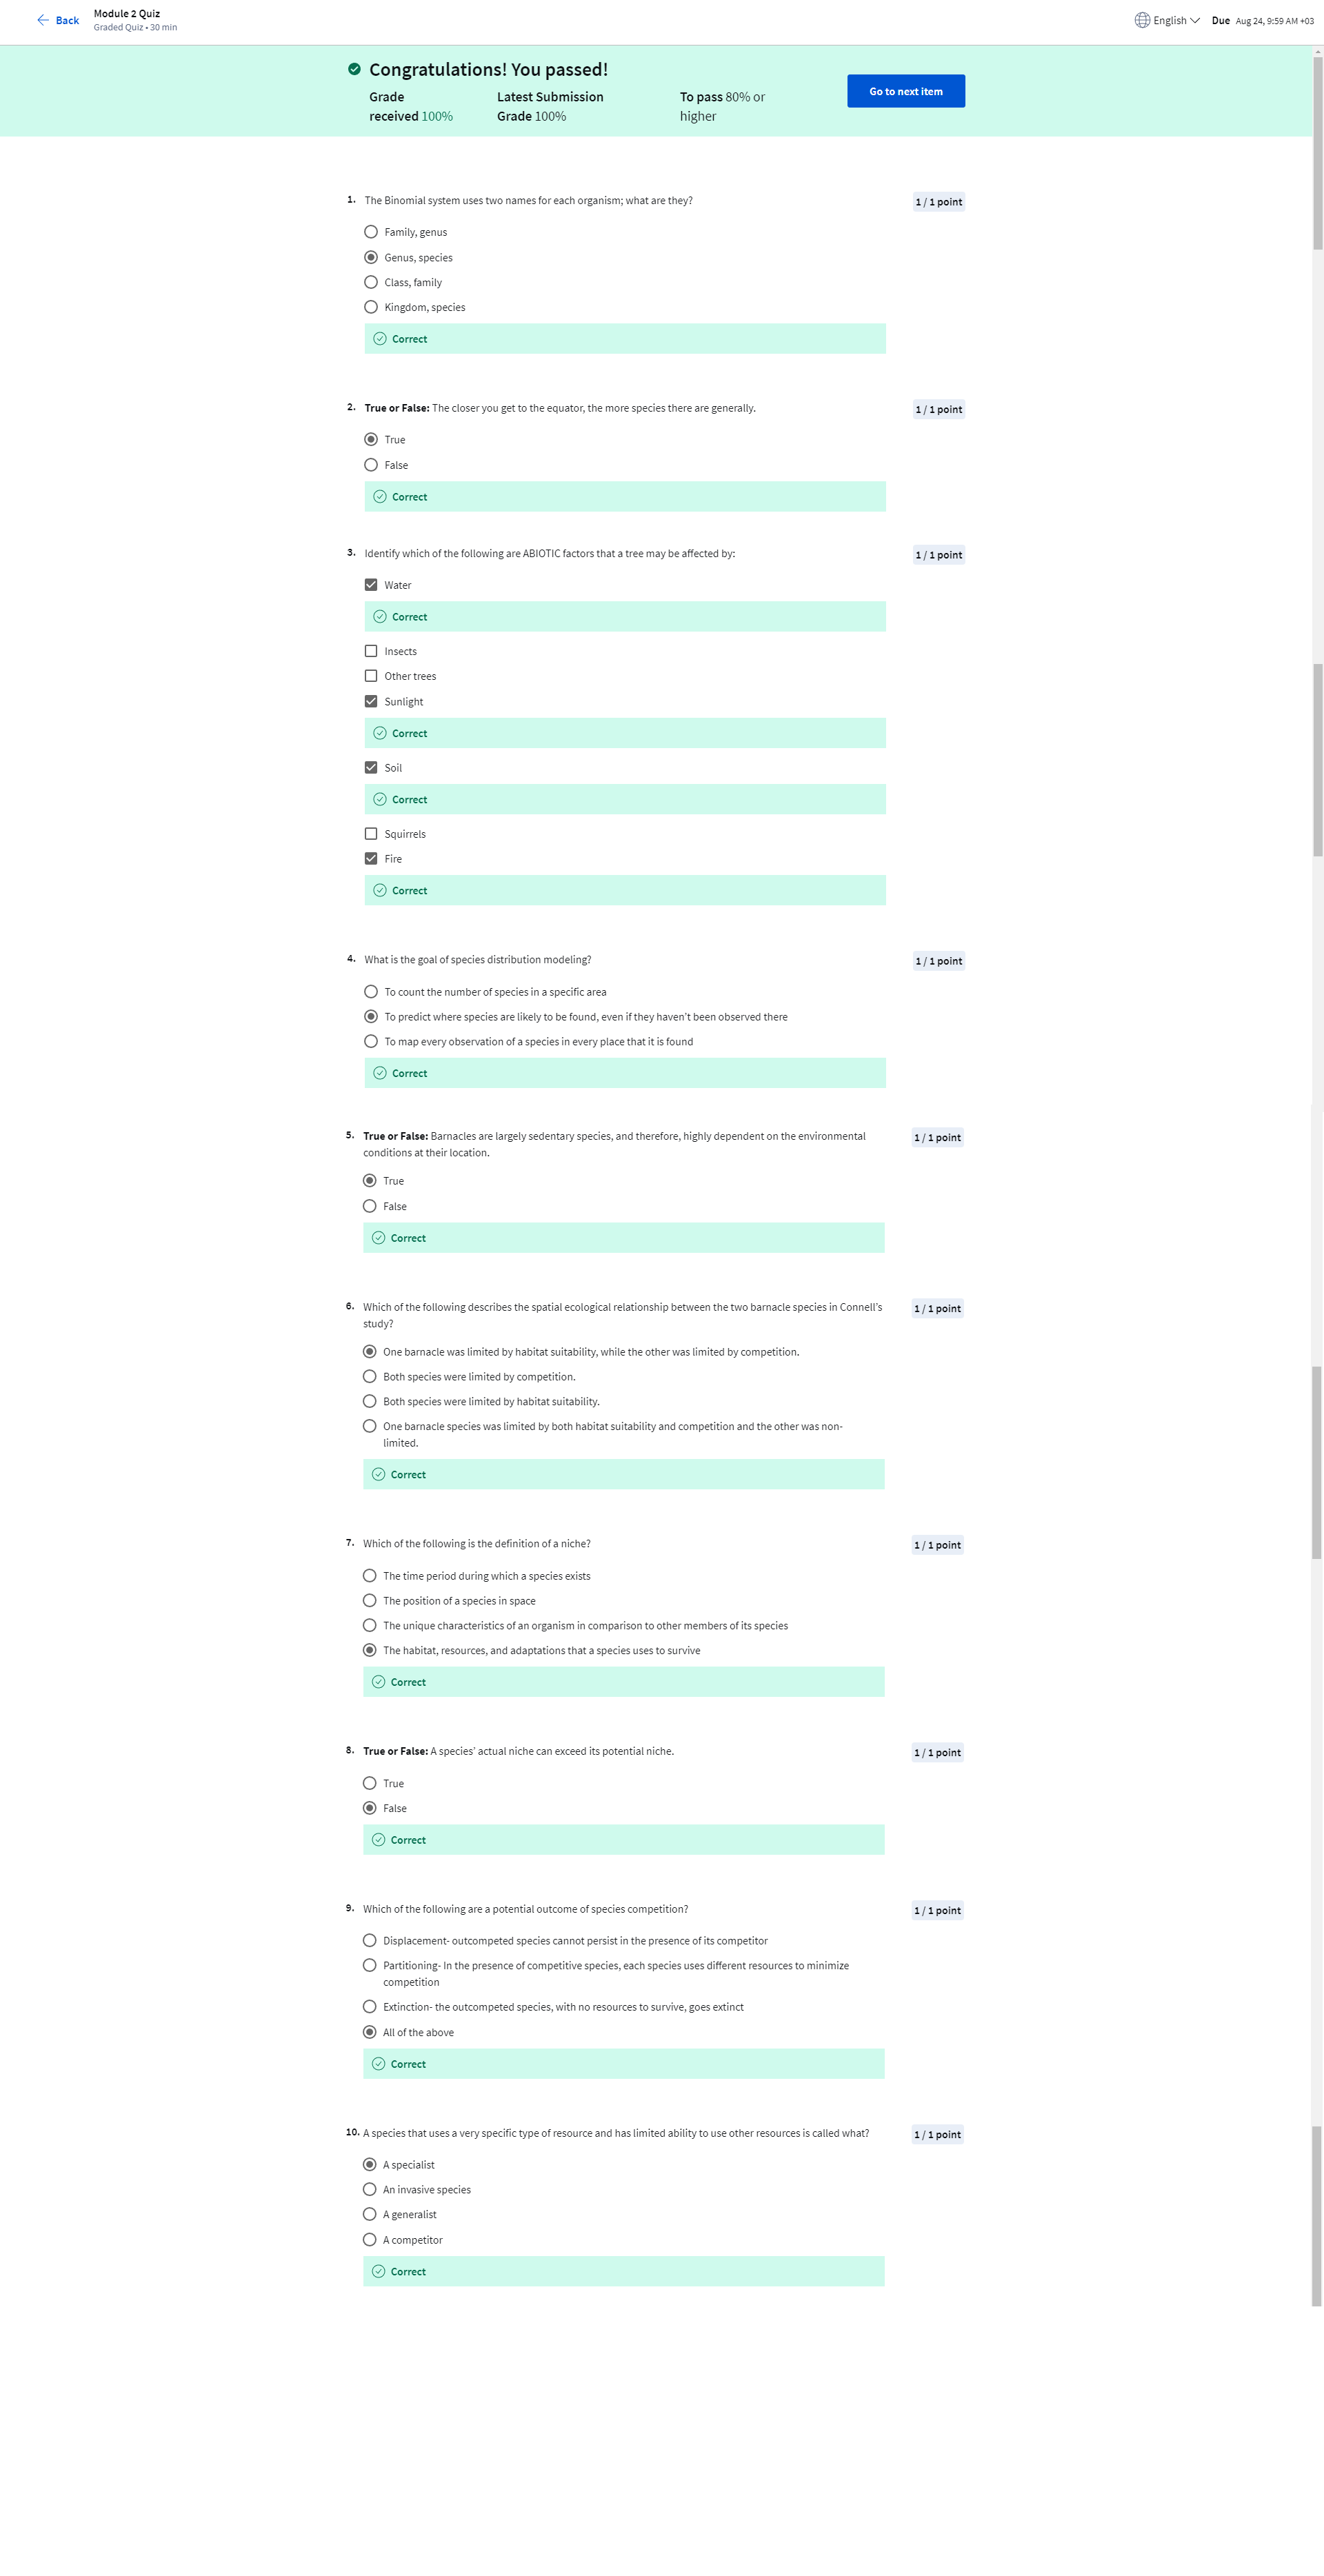 Back
Module 2 Quiz
Graded Quiz • 30 min
English
Due Aug 24, 9:59 AM +03
Congratulations! You passed!
Grade
received 100%
Latest Submission
Grade 100%
To pass 80% or
higher
Go to next item
1. The Binomial system uses two names for each organism; what are they?
1 / 1 point
Family, genus
Genus, species
Class, family
Kingdom, species
Correct
2. True or False: The closer you get to the equator, the more species there are generally.
1 / 1 point
True
False
Correct
3. Identify which of the following are ABIOTIC factors that a tree may be affected by:
1 / 1 point
Water
Correct
Insects
Other trees
Sunlight
Correct
Soil
Correct
Squirrels
Fire
Correct
4. What is the goal of species distribution modeling?
1 / 1 point
To count the number of species in a specific area
To predict where species are likely to be found, even if they haven't been observed there
To map every observation of a species in every place that it is found
Correct
5. True or False: Barnacles are largely sedentary species, and therefore, highly dependent on the environmental
conditions at their location.
1 / 1 point
True
False
Correct
6. Which of the following describes the spatial ecological relationship between the two barnacle species in Connell's
study?
1 / 1 point
One barnacle was limited by habitat suitability, while the other was limited by competition.
Both species were limited by competition.
Both species were limited by habitat suitability.
One barnacle species was limited by both habitat suitability and competition and the other was non-
limited.
Correct
7. Which of the following is the definition of a niche?
1 / 1 point
The time period during which a species exists
The position of a species in space
The unique characteristics of an organism in comparison to other members of its species
The habitat, resources, and adaptations that a species uses to survive
Correct
8. True or False: A species' actual niche can exceed its potential niche.
1 / 1 point
True
False
Correct
9. Which of the following are a potential outcome of species competition?
1 / 1 point
Displacement- outcompeted species cannot persist in the presence of its competitor
Partitioning- In the presence of competitive species, each species uses different resources to minimize
competition
Extinction- the outcompeted species, with no resources to survive, goes extinct
All of the above
Correct
10. A species that uses a very specific type of resource and has limited ability to use other resources is called what?
1 / 1 point
A specialist
An invasive species
A generalist
A competitor
Correct